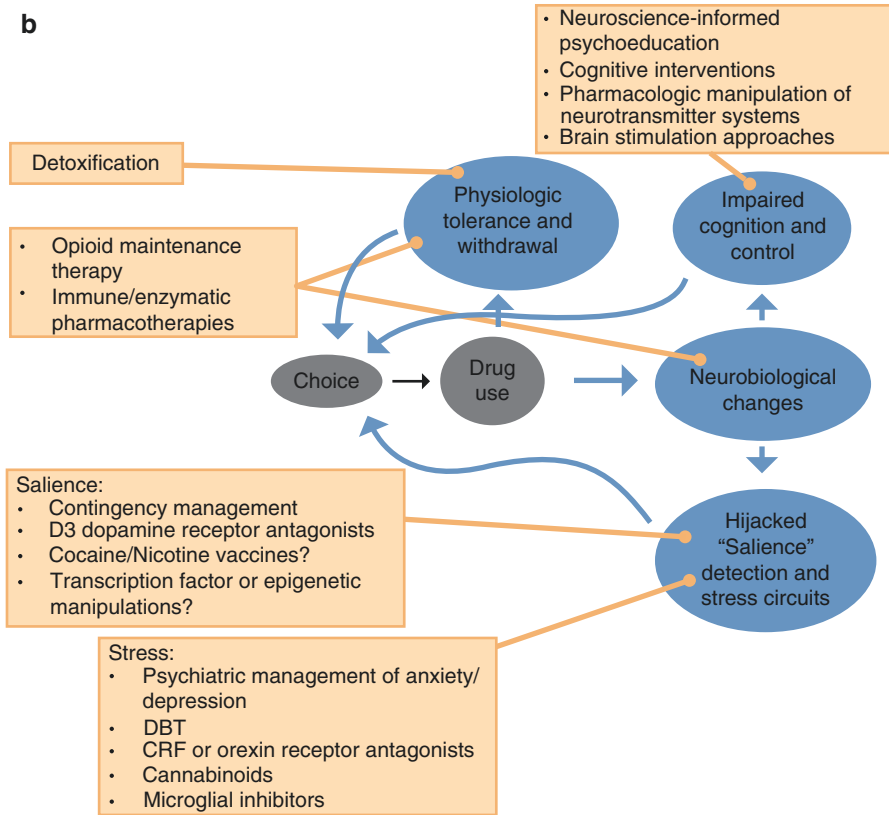 b
• Neuroscience-informed
psychoeducation
• Cognitive interventions
• Pharmacologic manipulation of
neurotransmitter systems
• Brain stimulation approaches
Detoxification
Physiologic
tolerance and
withdrawal
Impaired
cognition and
control
• Opioid maintenance
therapy
• Immune/enzymatic
pharmacotherapies
Choice
Drug
use
Neurobiological
changes
Salience:
• Contingency management
• D3 dopamine receptor antagonists
• Cocaine/Nicotine vaccines?
• Transcription factor or epigenetic
manipulations?
Hijacked
“Salience”
detection and
stress circuits
Stress:
• Psychiatric management of anxiety/
depression
• DBT
• CRF or orexin receptor antagonists
• Cannabinoids
• Microglial inhibitors